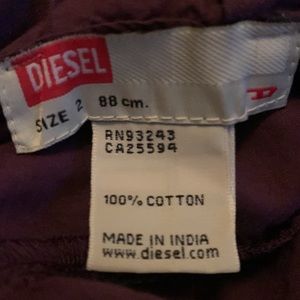 DIESEL
SIZE 2 88 cm.
RN93243
CA25594
100% COTTON
MADE IN INDIA
www.diesel.com